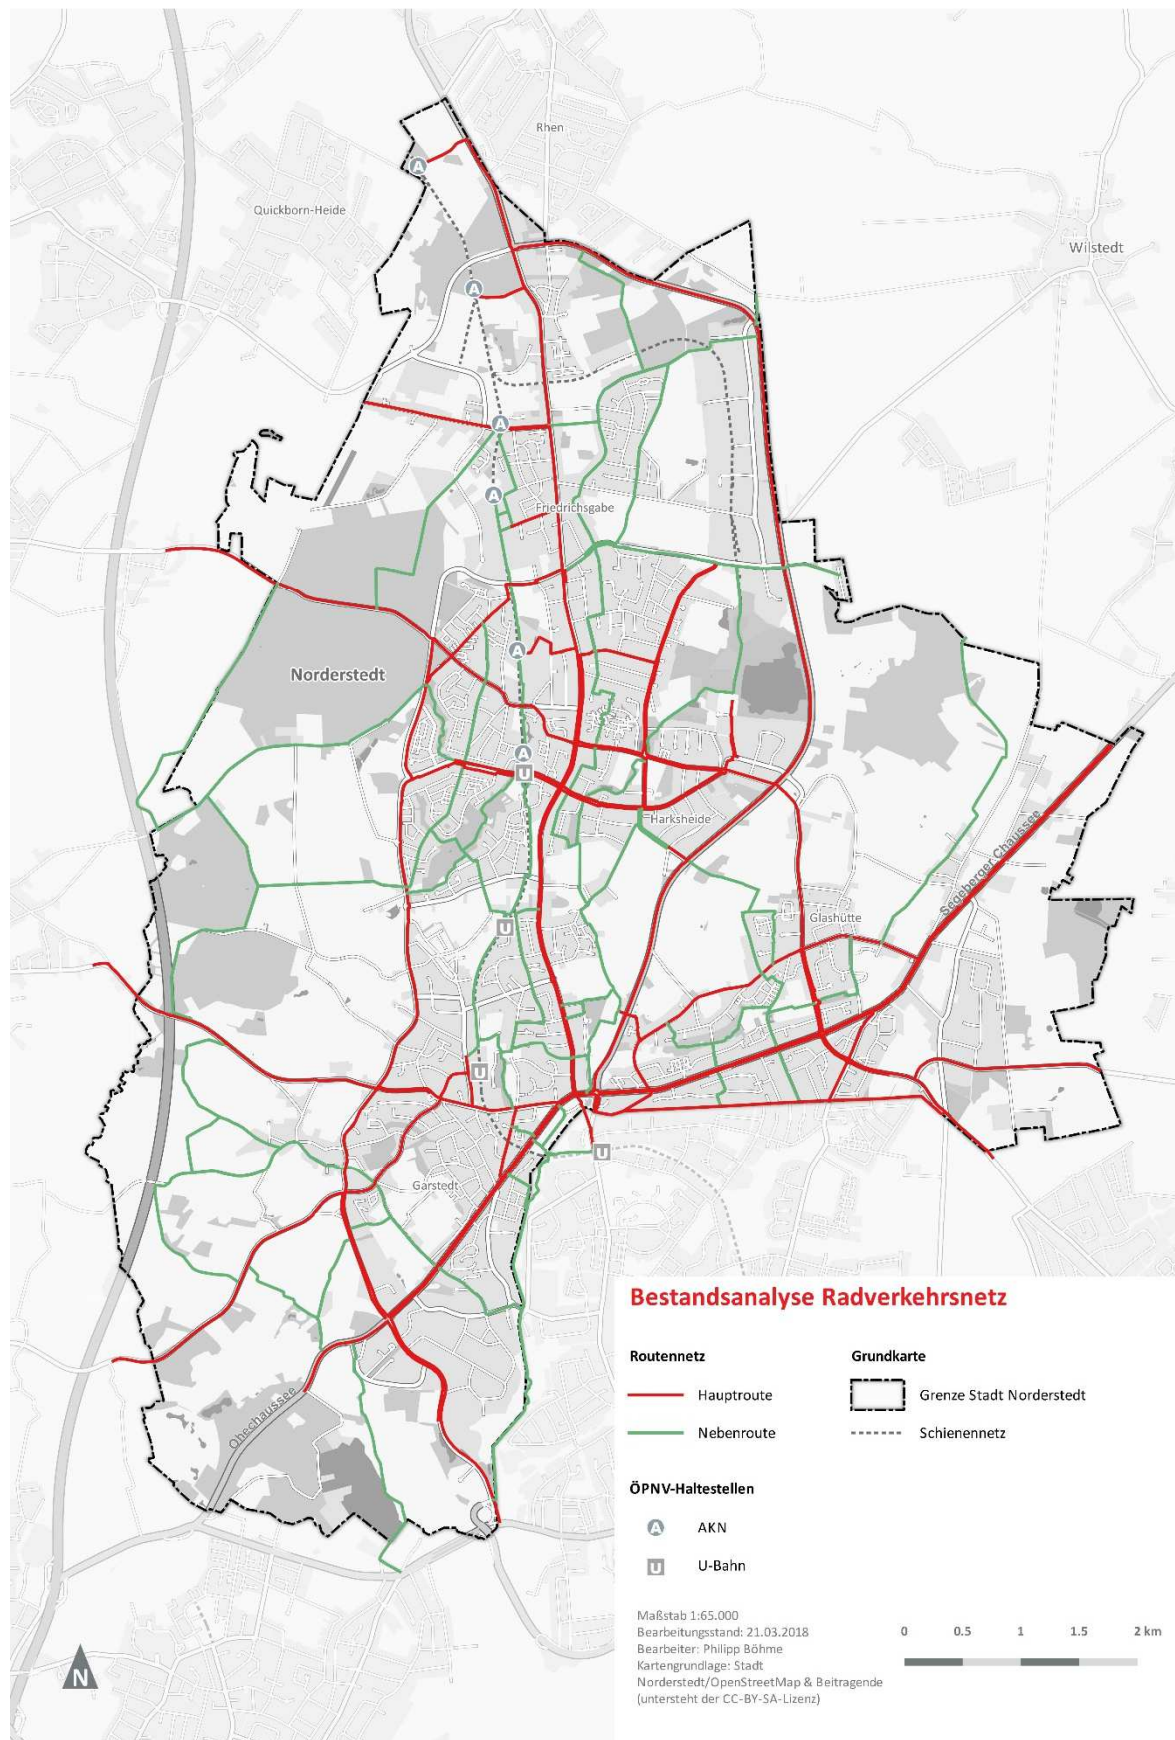 Rhen
A
Quickborn-Heide
Wilstedt
A
A
A
Friedrichsgabe
A
Norderstedt
A
U
Harksheide
Segeberger Chaussee
Glashütte
U
U
U
Garstedt
Ohechaussee
Bestandsanalyse Radverkehrsnetz
Routennetz
Hauptroute
Nebenroute
Grundkarte
Grenze Stadt Norderstedt
Schienennetz
ÖPNV-Haltestellen
A AKN
U U-Bahn
Maßstab 1:65.000
Bearbeitungsstand: 21.03.2018
Bearbeiter: Philipp Böhme
Kartengrundlage: Stadt
Norderstedt/OpenStreetMap & Beitragende
(untersteht der CC-BY-SA-Lizenz)
0 0.5 1 1.5 2 km
N